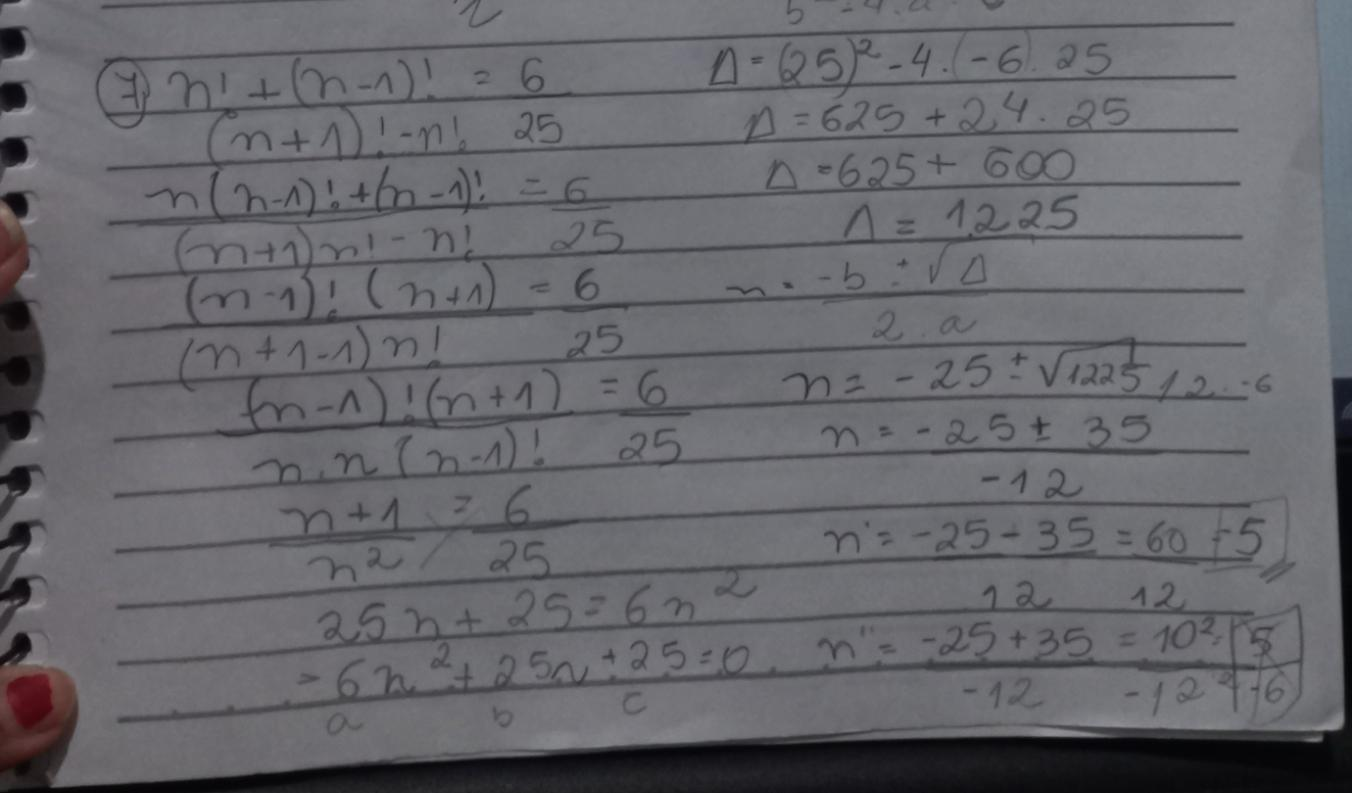 7) n! + (n-1)! = 6
(n+1)! - n! 25
n(n-1)! + (n-1)! = 6
(n+1)n! - n! 25
(n-1)! (n+1) = 6
(n+1-1)n! 25
(n-1)!(n+1) = 6
n.n(n-1)! 25
n+1 = 6
n² 25
25n + 25 = 6n²
-6n² + 25n + 25 = 0
a b c
Δ = (25)² - 4.(-6).25
Δ = 625 + 24.25
Δ = 625 + 600
Δ = 1225
n = -b ± √Δ
2.a
n = -25 ± √1225 / 2.-6
n = -25 ± 35
-12
n' = -25 - 35 = 60 = 5
12 12
n'' = -25 + 35 = 10 = 5
-12 -12 -6